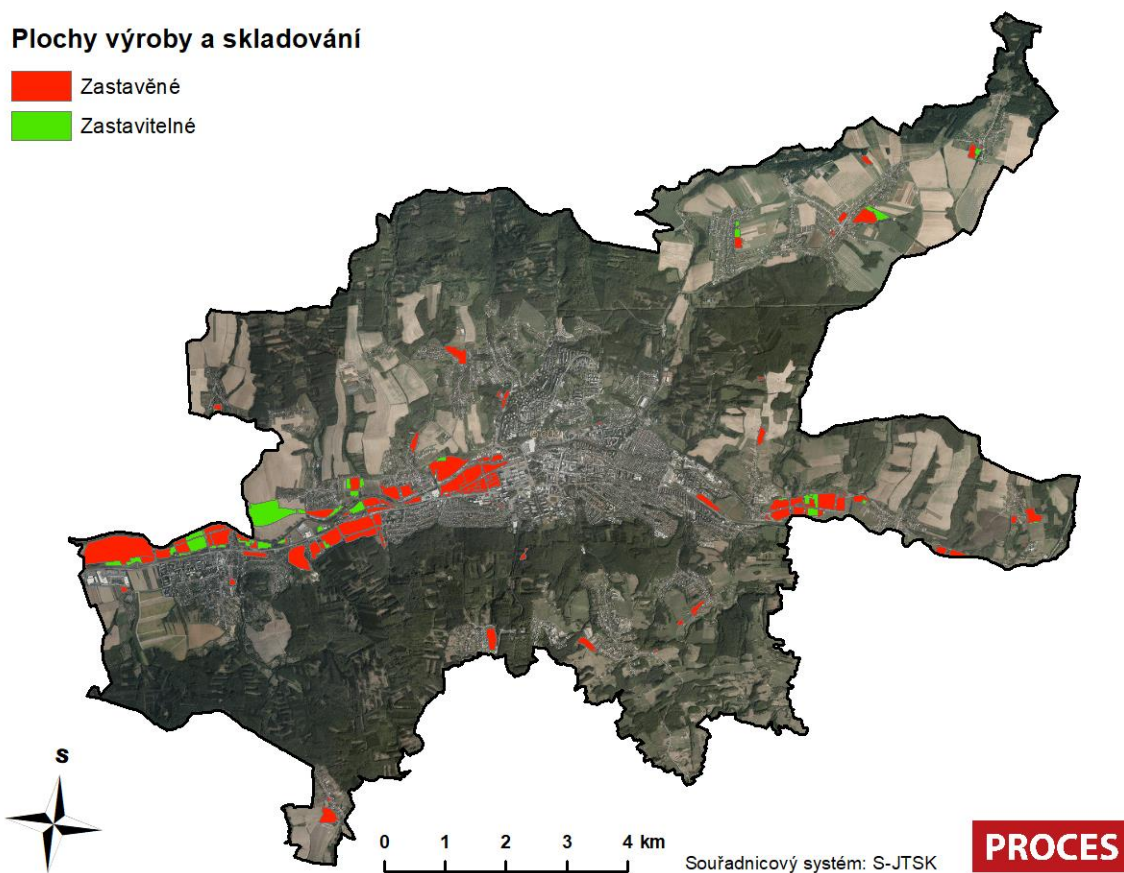 Plochy výroby a skladování
Zastavěné
Zastavitelné
S
0 1 2 3 4 km
Souřadnicový systém: S-JTSK
PROCES